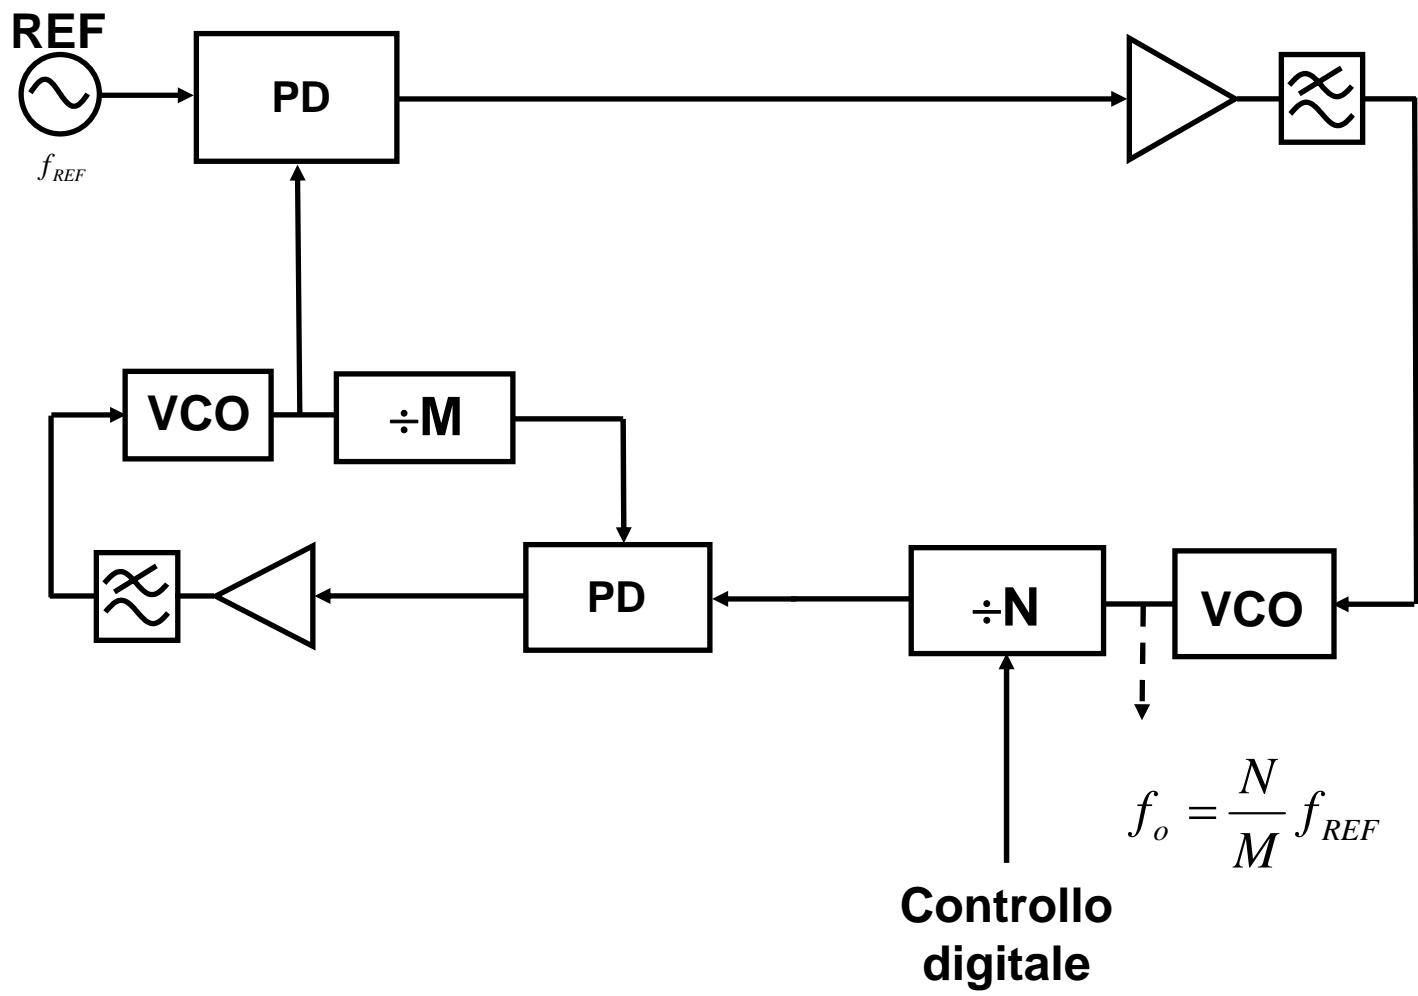 REF
PD
f_REF
VCO
÷M
PD
÷N
VCO
f_o = N/M f_REF
Controllo
digitale